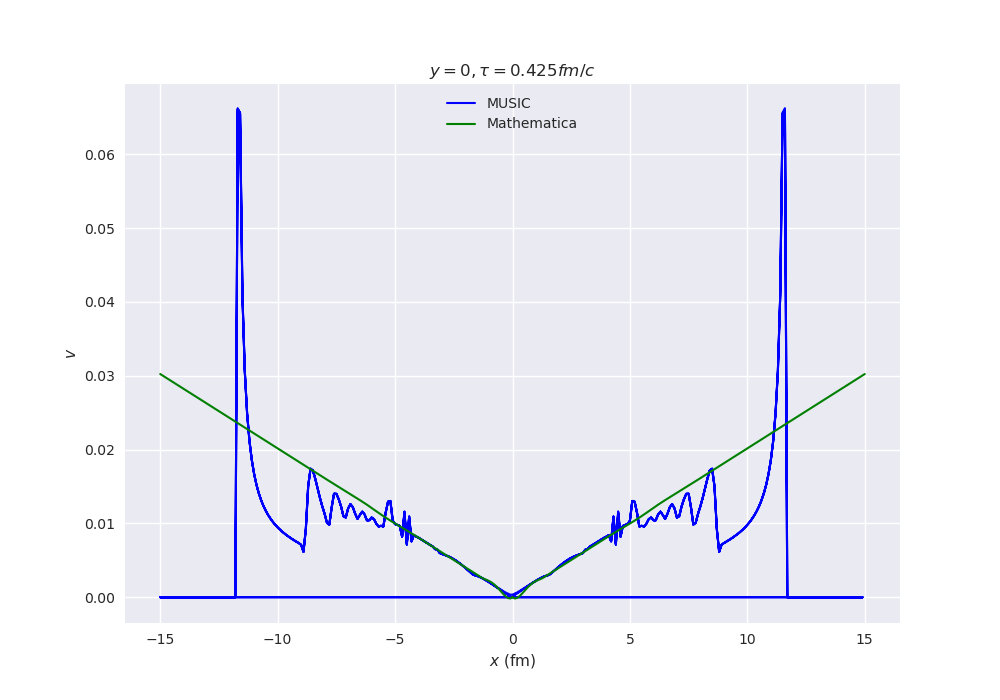 y = 0, τ = 0.425fm/c
MUSIC
Mathematica
v
0.06
0.05
0.04
0.03
0.02
0.01
0.00
−15 −10 −5 0 5 10 15
x (fm)